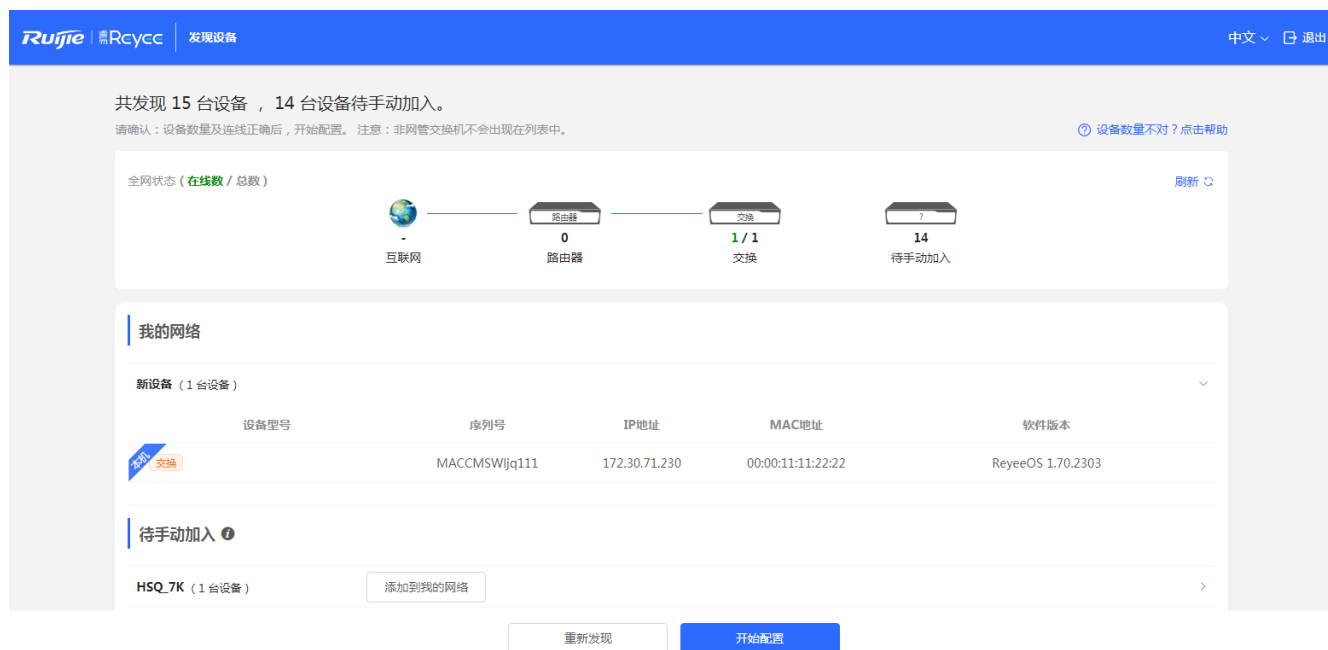 Ruijie 睿易 Reyee 发现设备 中文 退出
共发现 15 台设备 ， 14 台设备待手动加入。
请确认：设备数量及连线正确后，开始配置。 注意：非网管交换机不会出现在列表中。 设备数量不对？点击帮助
全网状态 ( 在线数 / 总数 ) 刷新
路由器 交换 ?
- 0 1 / 1 14
互联网 路由器 交换 待手动加入
我的网络
新设备 ( 1 台设备 )
设备型号 序列号 IP地址 MAC地址 软件版本
本机 交换 MACCMSWljq111 172.30.71.230 00:00:11:11:22:22 ReyeeOS 1.70.2303
待手动加入
HSQ_7K ( 1 台设备 ) 添加到我的网络
重新发现 开始配置